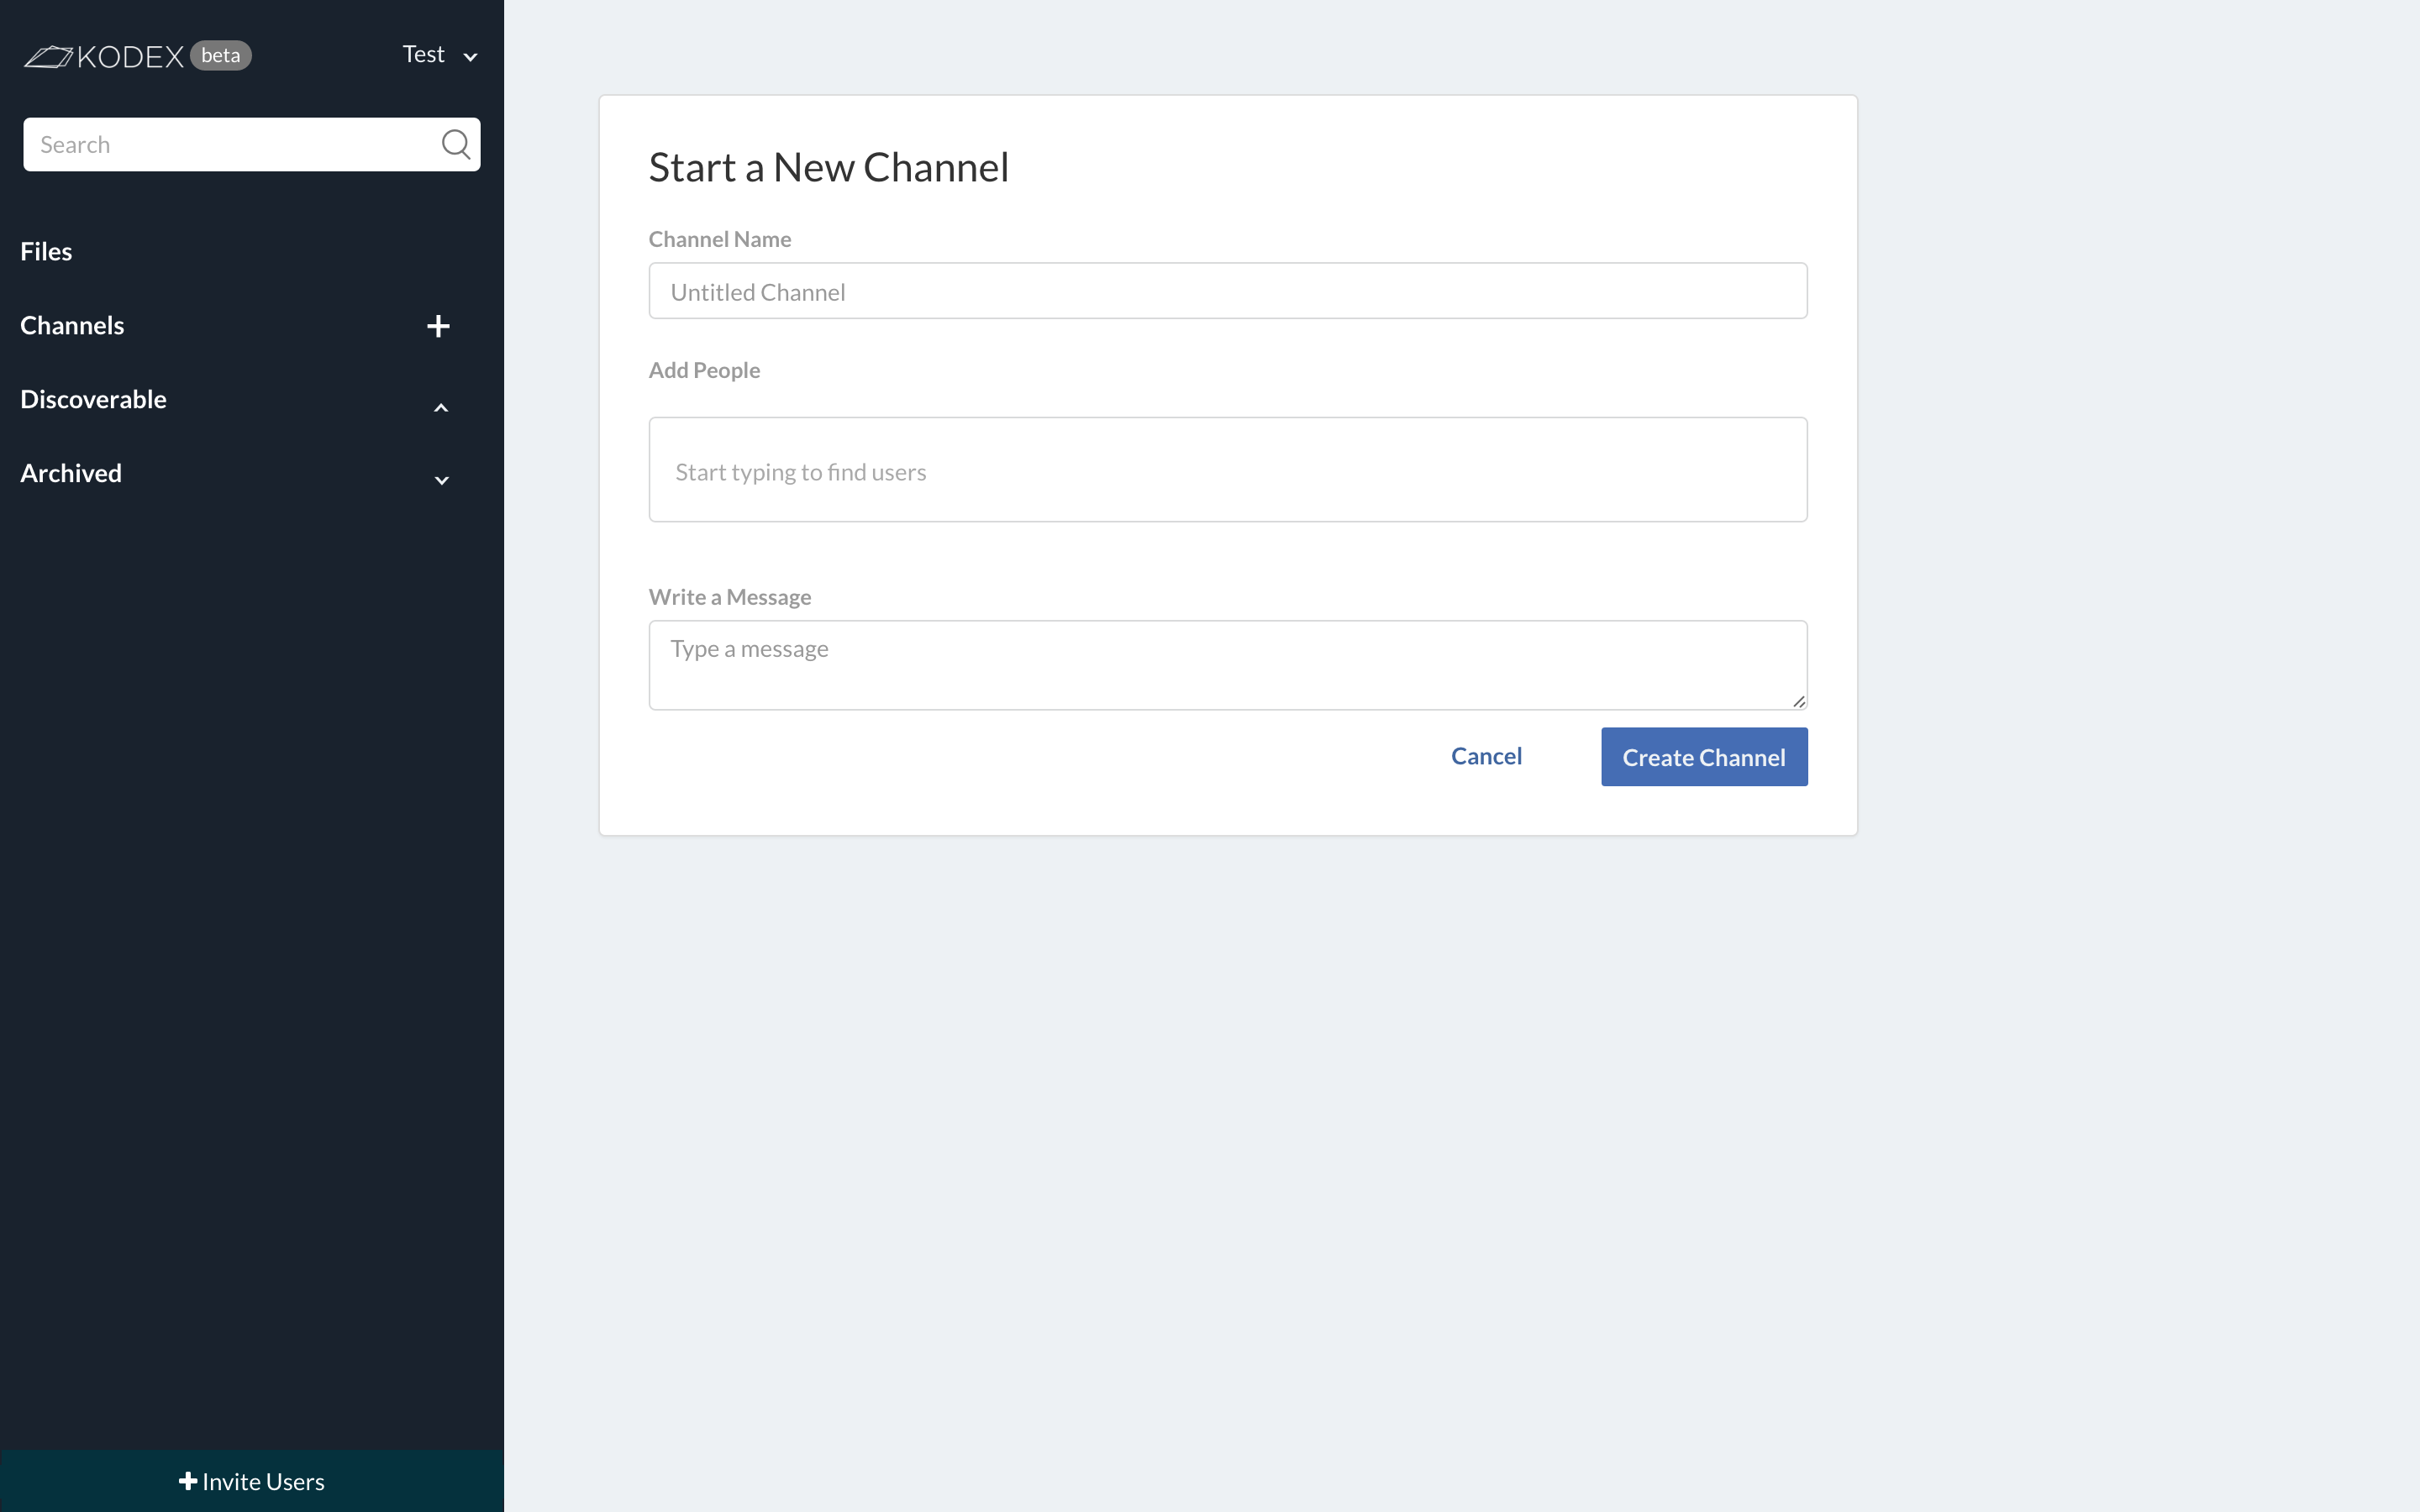 KODEX beta
Test
Search
Files
Channels
Discoverable
Archived
Invite Users
Start a New Channel
Channel Name
Untitled Channel
Add People
Start typing to find users
Write a Message
Type a message
Cancel
Create Channel